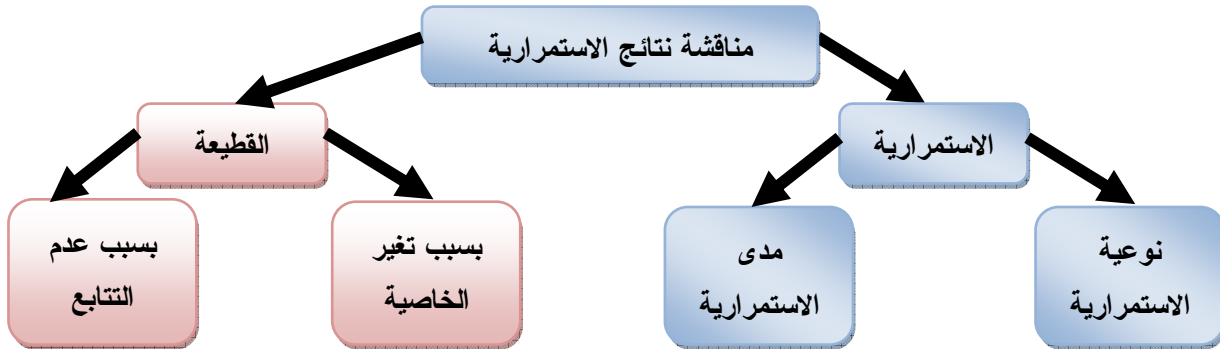 مناقشة نتائج الاستمرارية
الاستمرارية
القطيعة
نوعية
الاستمرارية
مدى
الاستمرارية
بسبب تغير
الخاصية
بسبب عدم
التتابع